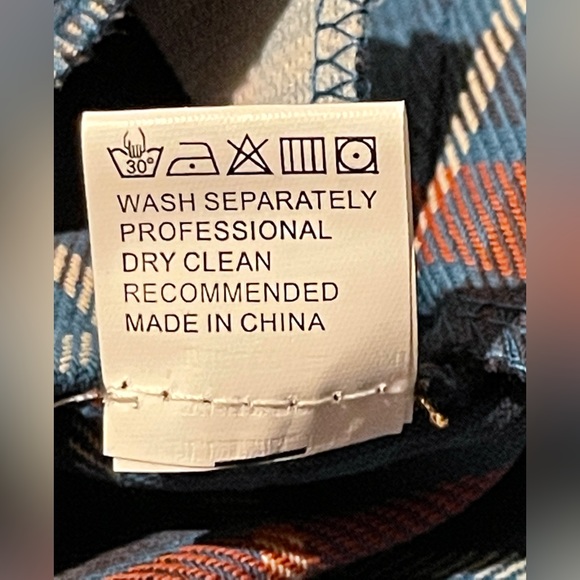 30°
WASH SEPARATELY
PROFESSIONAL
DRY CLEAN
RECOMMENDED
MADE IN CHINA